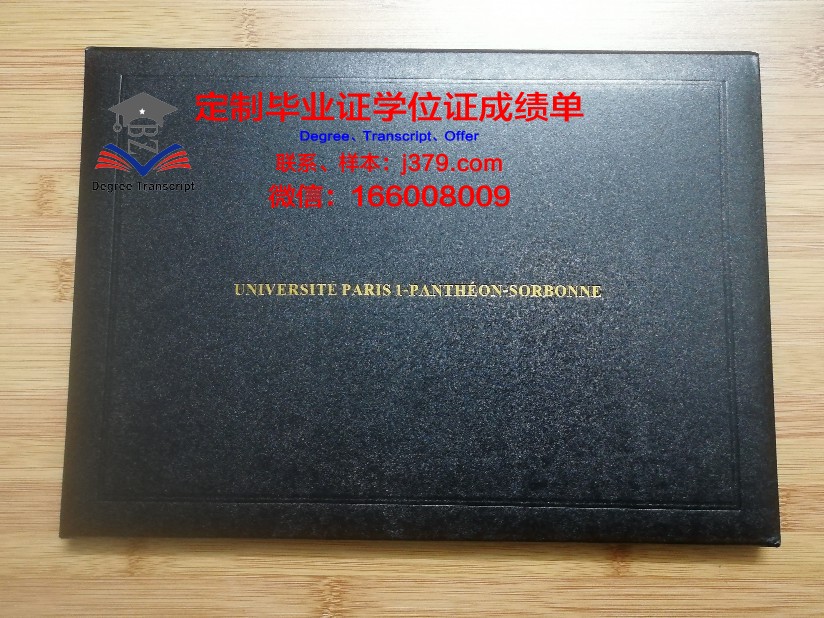 定制毕业证学位证成绩单
Degree、Transcript、Offer
联系、样本：j379.com
微信：166008009
BZ
Degree Transcript
UNIVERSITE PARIS 1-PANTHÉON-SORBONNE